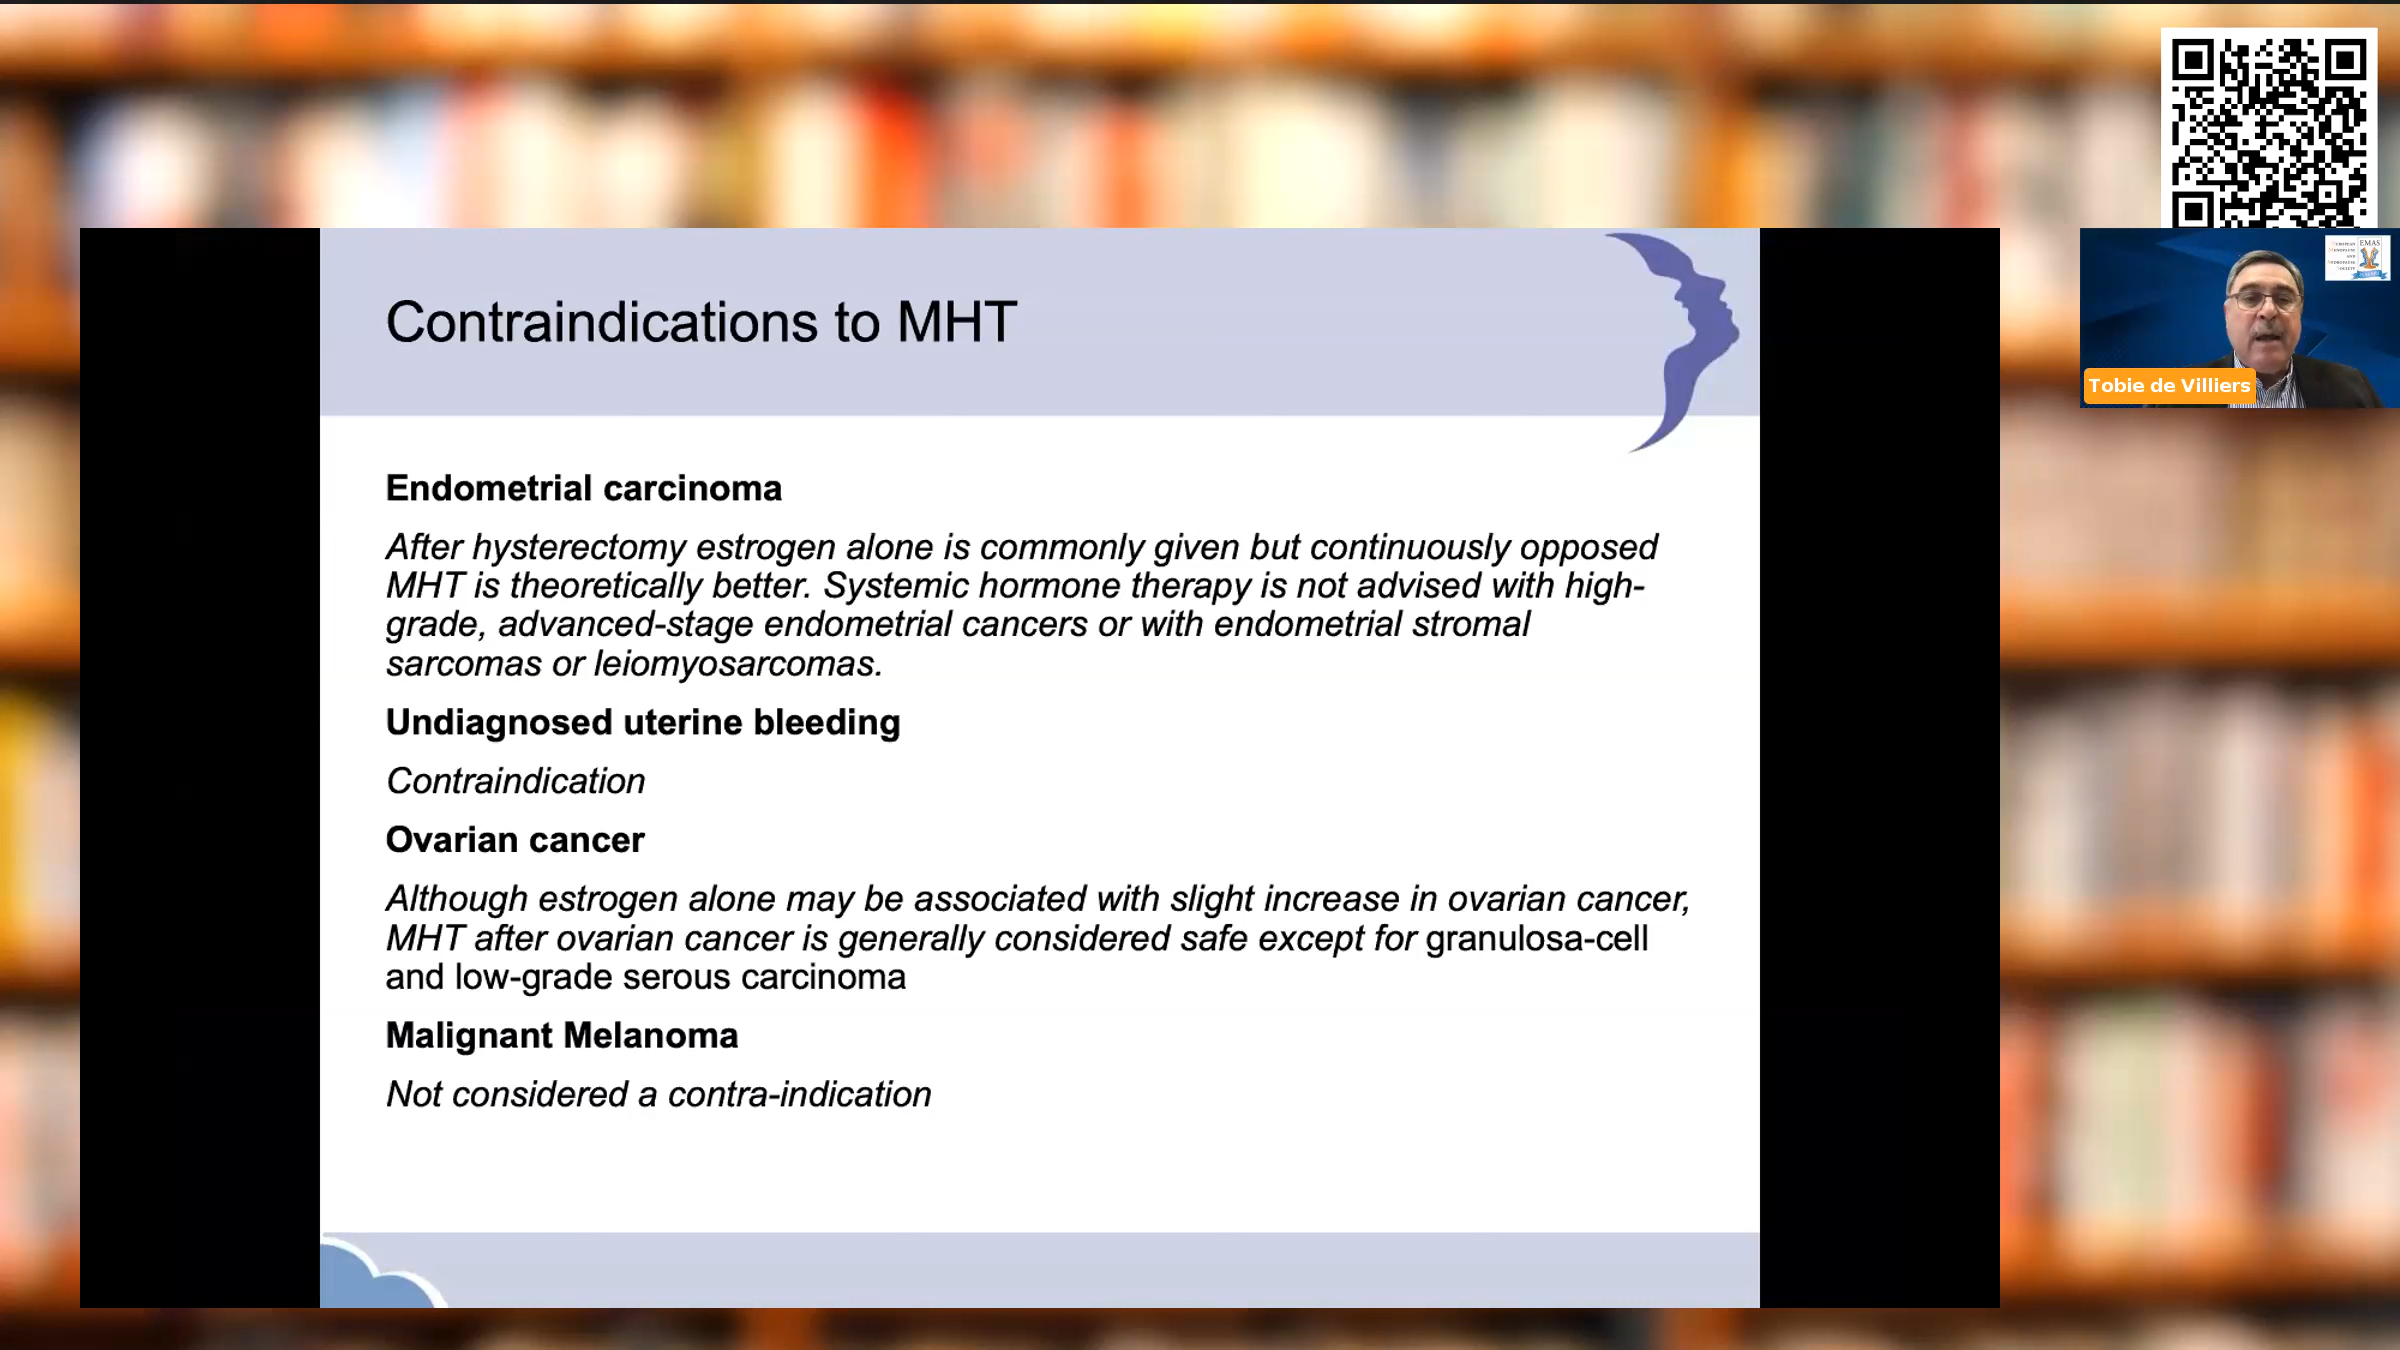 Contraindications to MHT
Endometrial carcinoma
After hysterectomy estrogen alone is commonly given but continuously opposed
MHT is theoretically better. Systemic hormone therapy is not advised with high-
grade, advanced-stage endometrial cancers or with endometrial stromal
sarcomas or leiomyosarcomas.
Undiagnosed uterine bleeding
Contraindication
Ovarian cancer
Although estrogen alone may be associated with slight increase in ovarian cancer,
MHT after ovarian cancer is generally considered safe except for granulosa-cell
and low-grade serous carcinoma
Malignant Melanoma
Not considered a contra-indication
EMAS
Tobie de Villiers